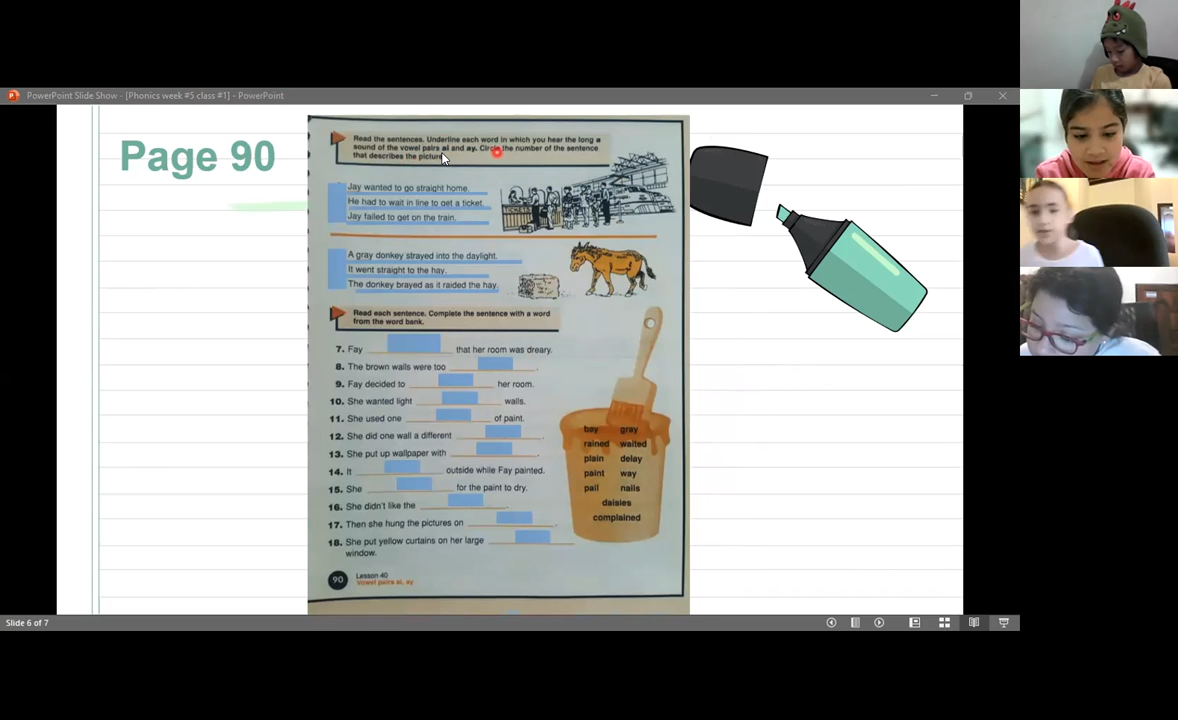 PowerPoint Slide Show - [Phonics week #5 class #1] - PowerPoint
Page 90
Read the sentences. Underline each word in which you hear the long a
sound of the vowel pairs ai and ay. Circle the number of the sentence
that describes the picture.
Jay wanted to go straight home.
He had to wait in line to get a ticket.
Jay failed to get on the train.
TICKETS
A gray donkey strayed into the daylight.
It went straight to the hay.
The donkey brayed as it raided the hay.
Read each sentence. Complete the sentence with a word
from the word bank.
7. Fay that her room was dreary.
8. The brown walls were too .
9. Fay decided to her room.
10. She wanted light walls.
11. She used one of paint.
12. She did one wall a different .
13. She put up wallpaper with .
14. It outside while Fay painted.
15. She for the paint to dry.
16. She didn't like the .
17. Then she hung the pictures on .
18. She put yellow curtains on her large
window.
bay gray
rained waited
plain delay
paint way
pail nails
daisies
complained
90
Lesson 40
Vowel pairs ai, ay
Slide 6 of 7